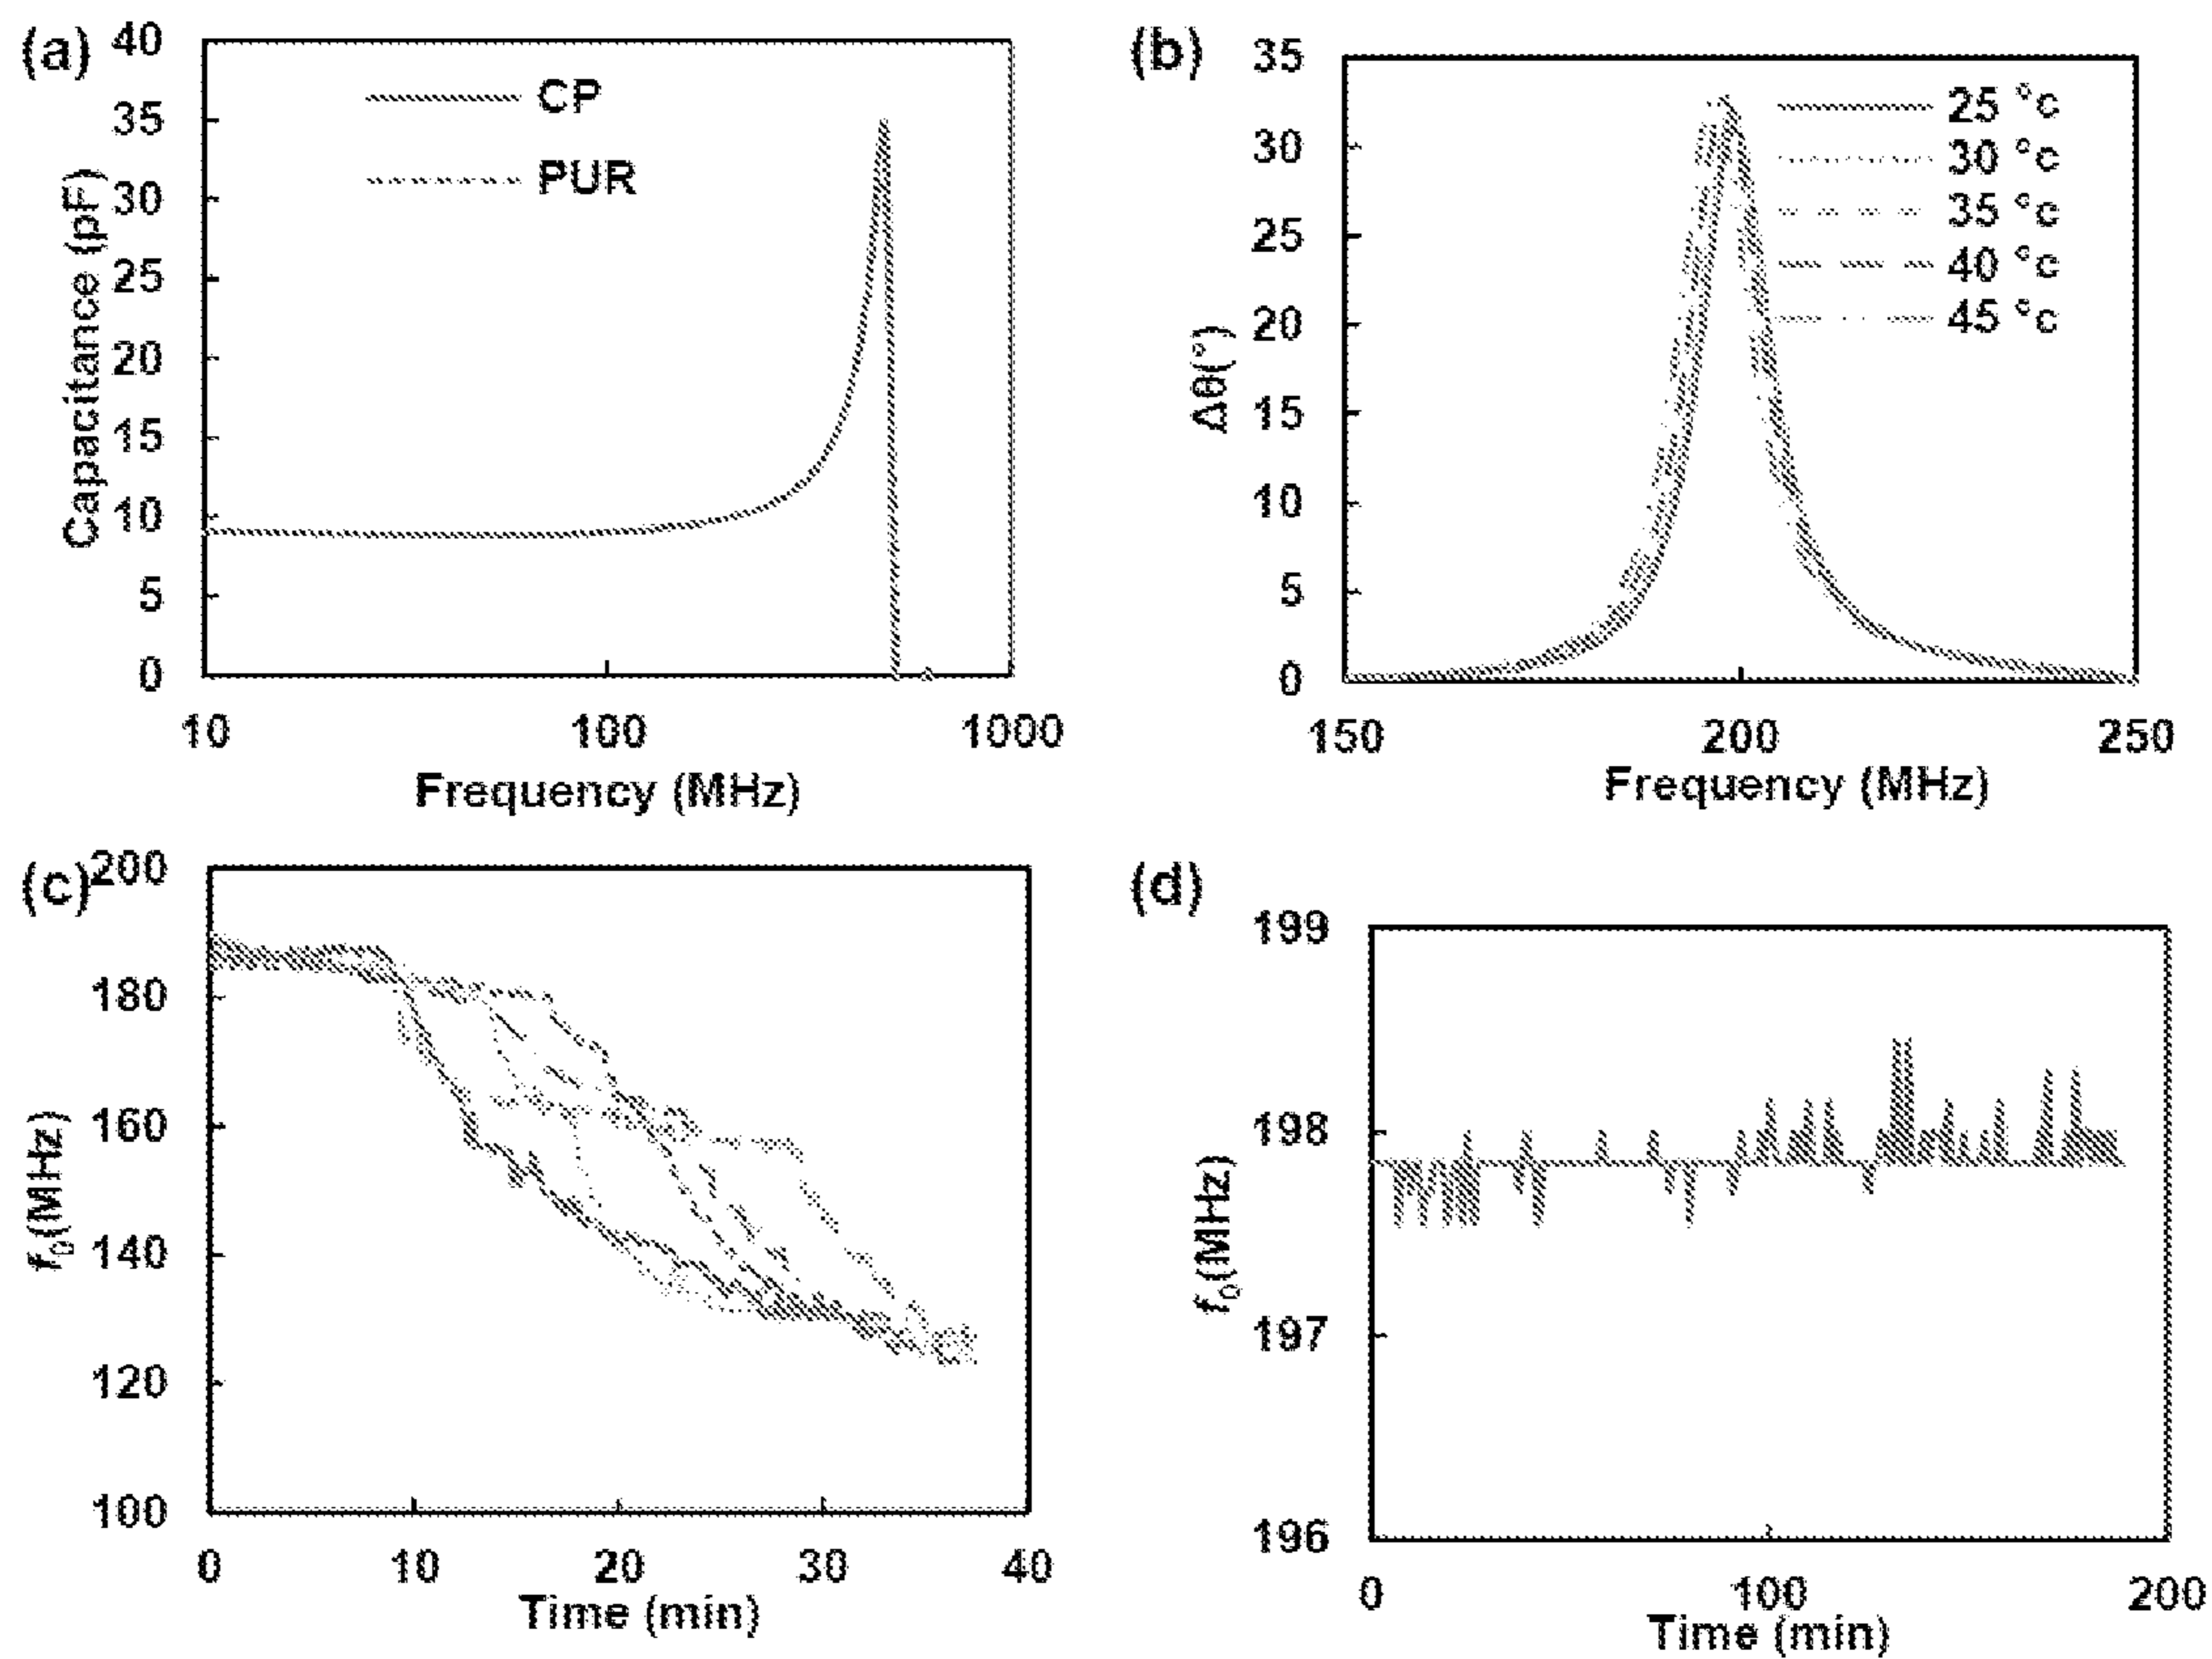 (a)
40
35
30
25
20
15
10
5
0
Capacitance (pF)
CP
PUR
10 100 1000
Frequency (MHz)
(b)
35
30
25
20
15
10
5
0
Δθ(°)
25 °c
30 °c
35 °c
40 °c
45 °c
150 200 250
Frequency (MHz)
(c)
200
180
160
140
120
100
f₀(MHz)
0 10 20 30 40
Time (min)
(d)
199
198
197
196
f₀(MHz)
0 100 200
Time (min)